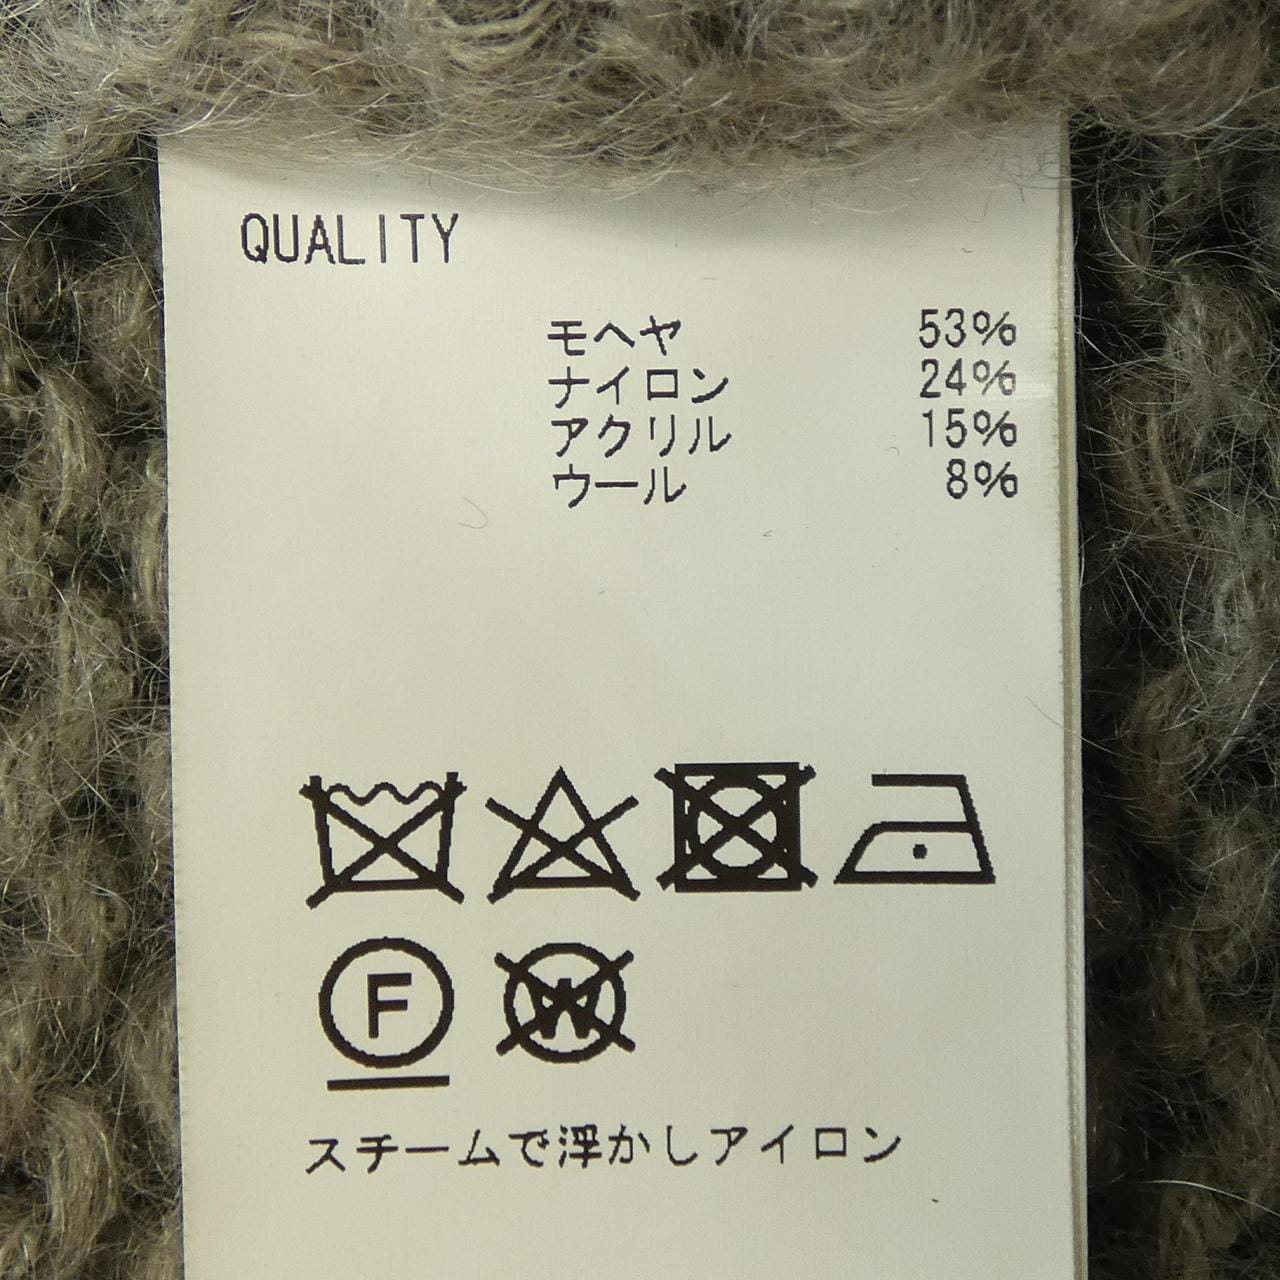 QUALITY
モヘヤ 53%
ナイロン 24%
アクリル 15%
ウール 8%
F W
スチームで浮かしアイロン